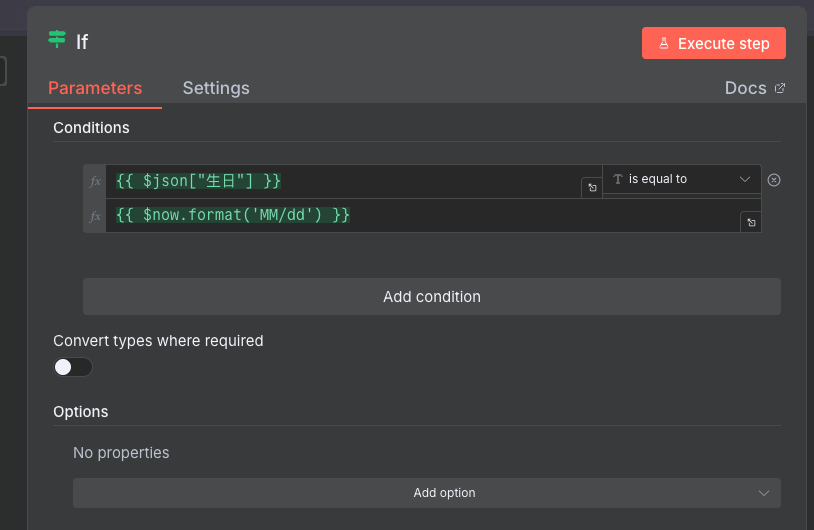 If
Execute step
Parameters
Settings
Docs
Conditions
fx
{{ $json["生日"] }}
T is equal to
fx
{{ $now.format('MM/dd') }}
Add condition
Convert types where required
Options
No properties
Add option